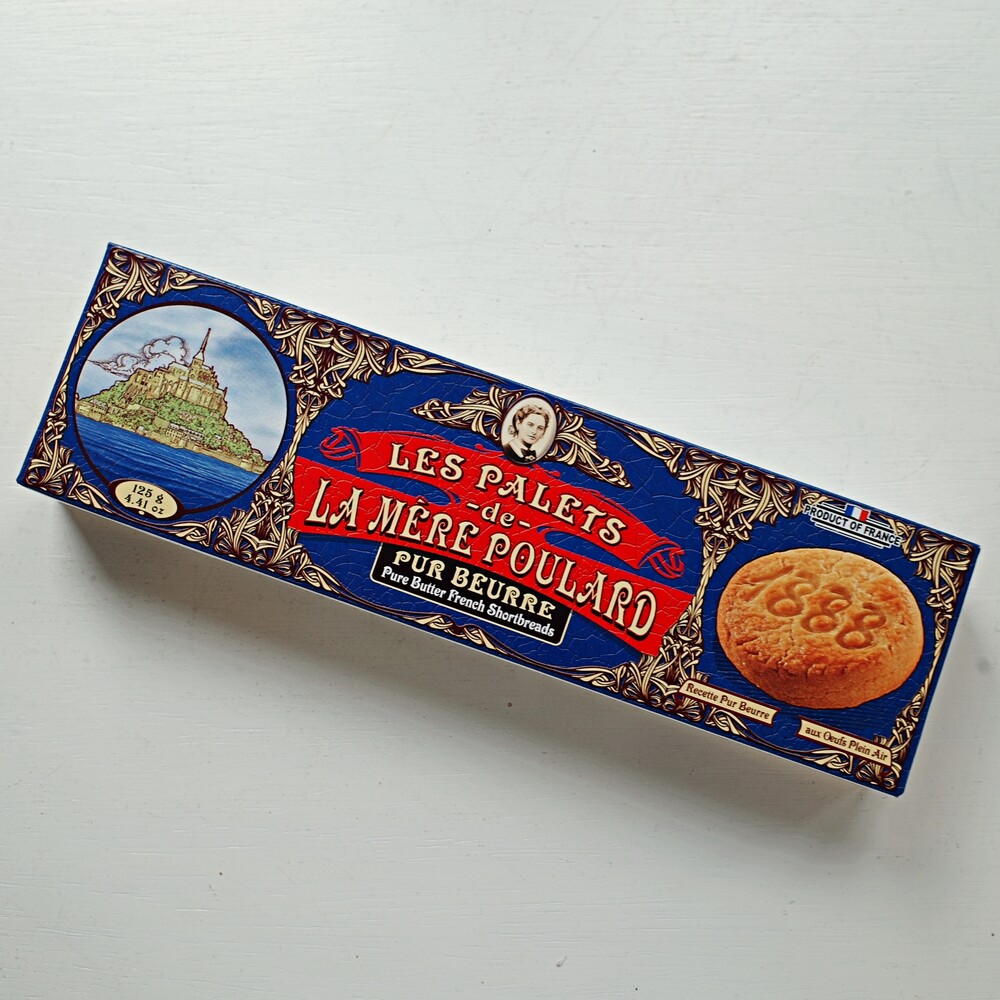 125 g
4.41 oz
LES PALETS
-de-
LA MÈRE POULARD
PUR BEURRE
Pure Butter French Shortbreads
PRODUCT OF FRANCE
1888
Recette Pur Beurre
aux Oeufs Plein Air